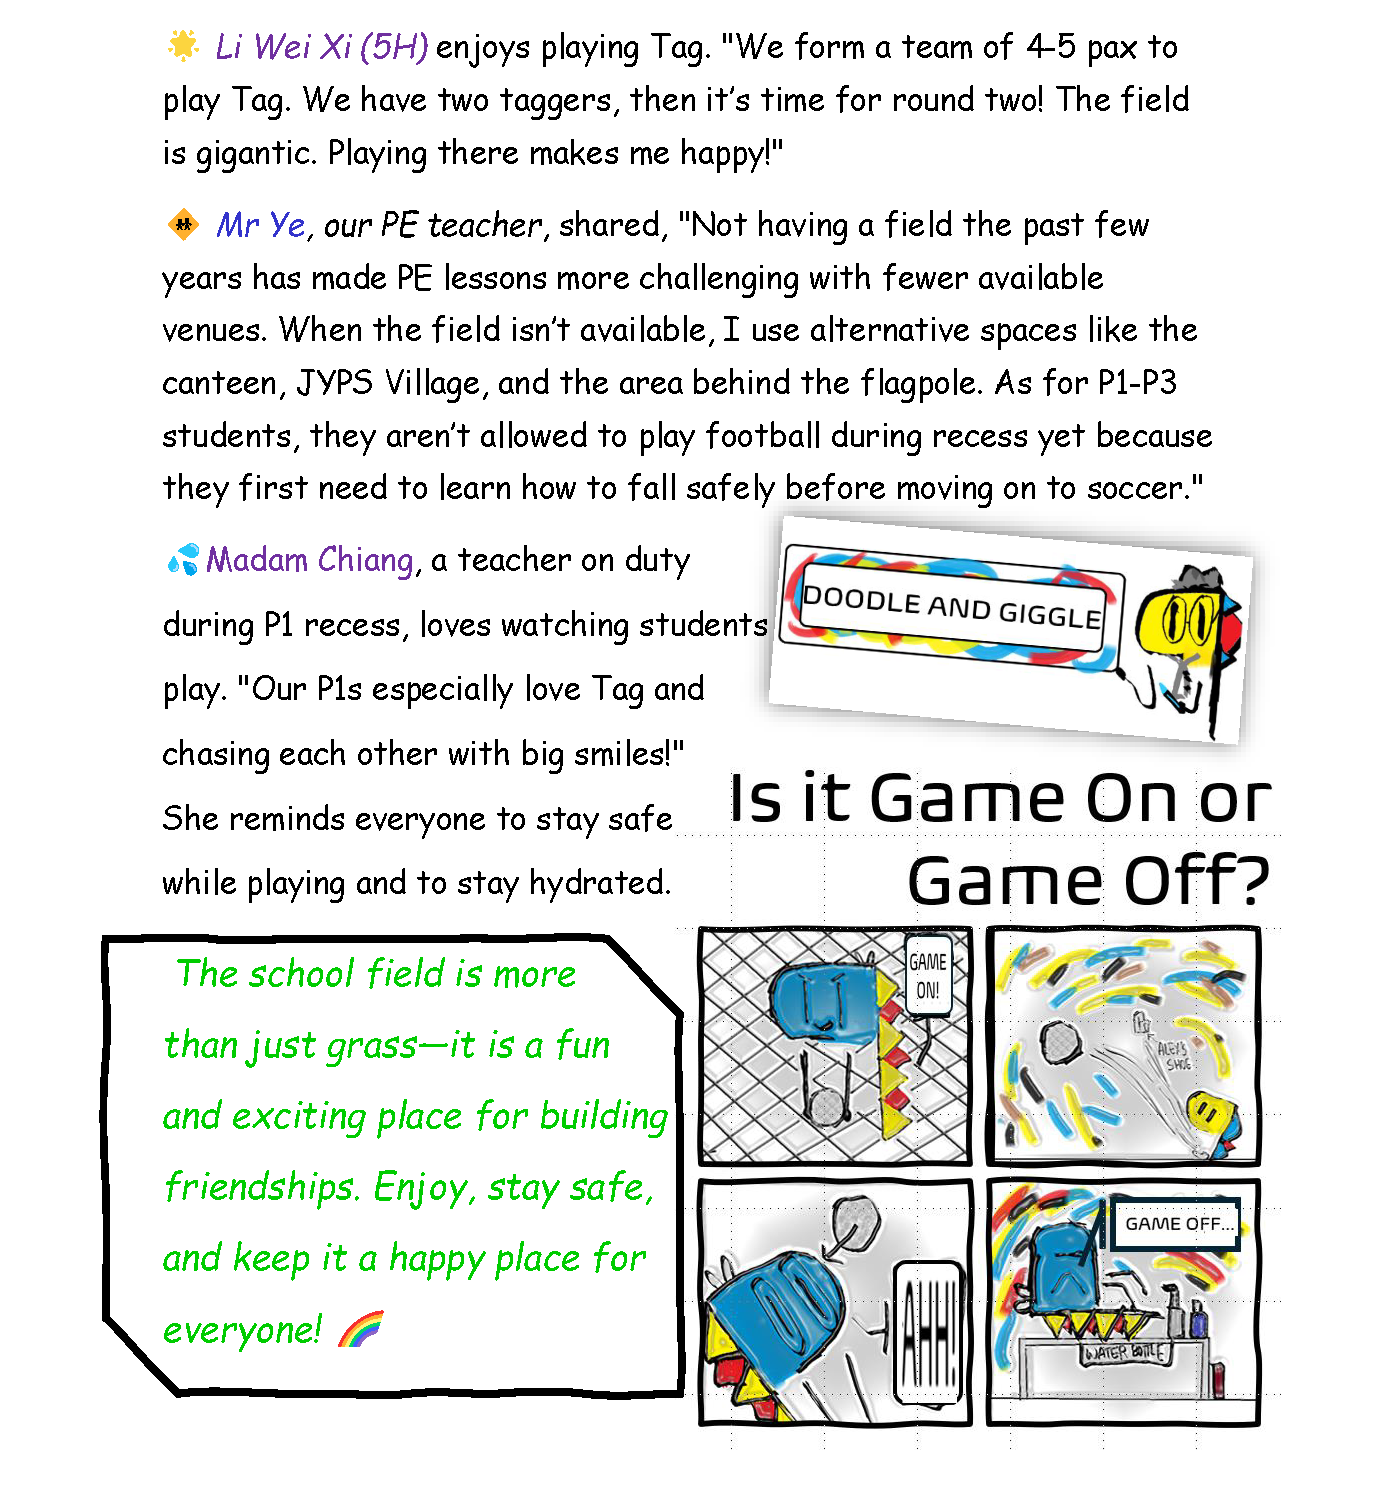 Li Wei Xi (5H) enjoys playing Tag. "We form a team of 4-5 pax to
play Tag. We have two taggers, then it's time for round two! The field
is gigantic. Playing there makes me happy!"
Mr Ye, our PE teacher, shared, "Not having a field the past few
years has made PE lessons more challenging with fewer available
venues. When the field isn't available, I use alternative spaces like the
canteen, JYPS Village, and the area behind the flagpole. As for P1-P3
students, they aren't allowed to play football during recess yet because
they first need to learn how to fall safely before moving on to soccer."
Madam Chiang, a teacher on duty
during P1 recess, loves watching students
play. "Our P1s especially love Tag and
chasing each other with big smiles!"
She reminds everyone to stay safe
while playing and to stay hydrated.
The school field is more
than just grass—it is a fun
and exciting place for building
friendships. Enjoy, stay safe,
and keep it a happy place for
everyone!
DOODLE AND GIGGLE
Is it Game On or
Game Off?
GAME
ON!
ALEX'S
SHOE
AHH!
GAME OFF...
WATER BOTTLE